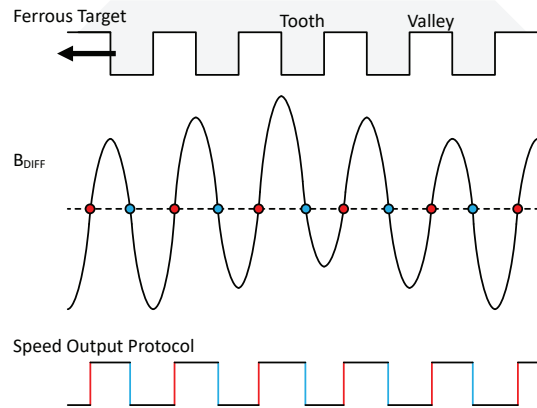 Ferrous Target
Tooth
Valley
BDIFF
Speed Output Protocol